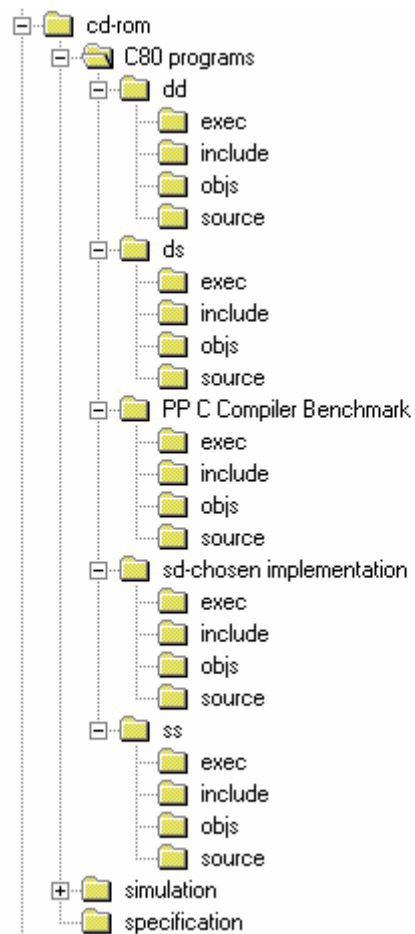 cd-rom
C80 programs
dd
exec
include
objs
source
ds
exec
include
objs
source
PP C Compiler Benchmark
exec
include
objs
source
sd-chosen implementation
exec
include
objs
source
ss
exec
include
objs
source
simulation
specification